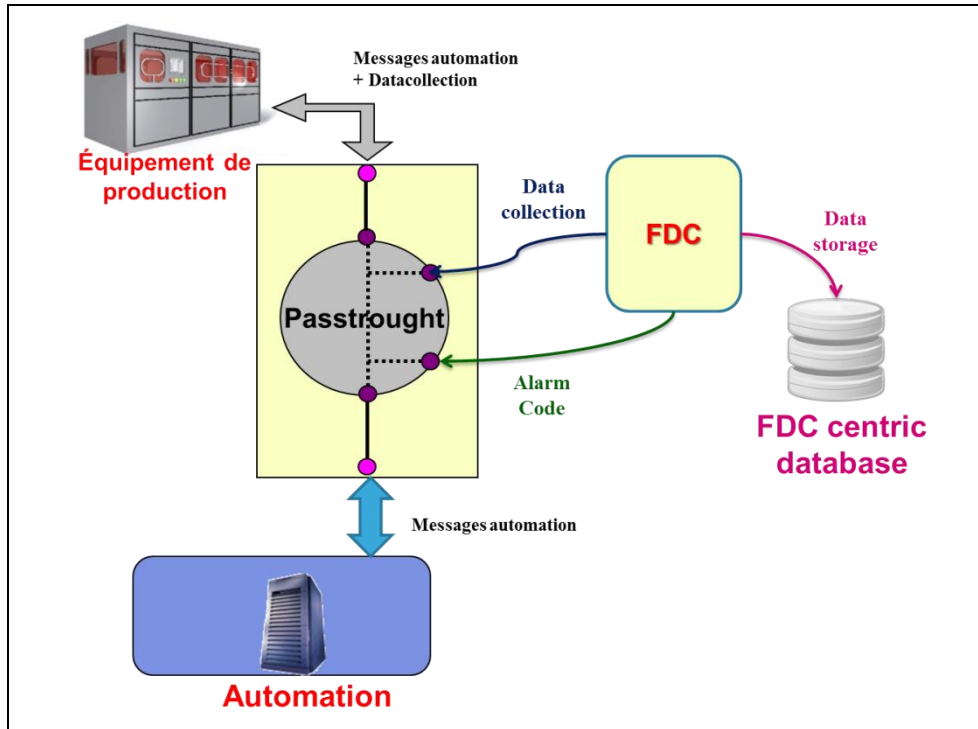 Messages automation
+ Datacollection
Équipement de
production
Data
collection
FDC
Data
storage
Passtrought
Alarm
Code
FDC centric
database
Messages automation
Automation